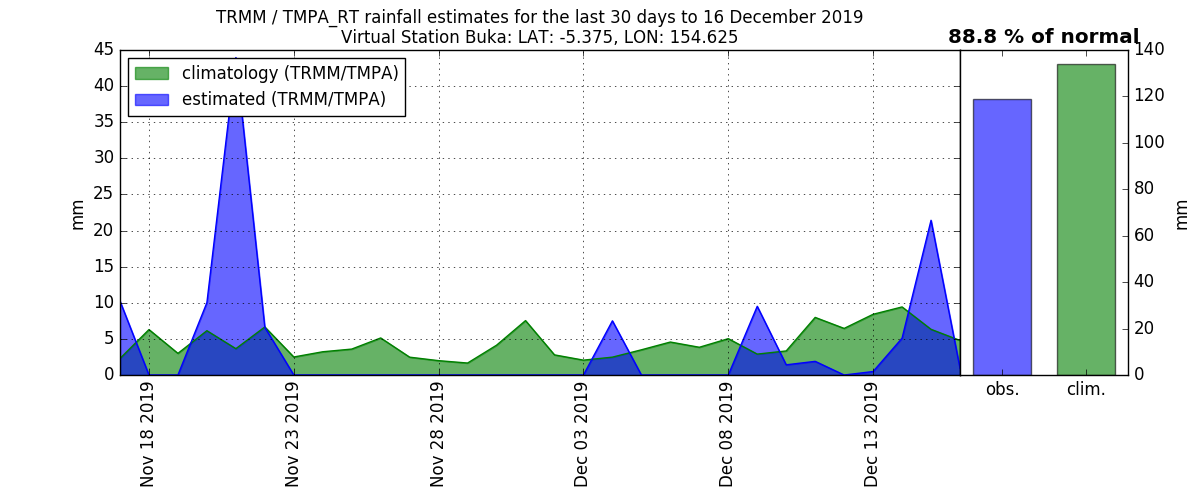 TRMM / TMPA_RT rainfall estimates for the last 30 days to 16 December 2019
Virtual Station Buka: LAT: -5.375, LON: 154.625
88.8 % of normal
climatology (TRMM/TMPA)
estimated (TRMM/TMPA)
mm
45
40
35
30
25
20
15
10
5
0
Nov 18 2019
Nov 23 2019
Nov 28 2019
Dec 03 2019
Dec 08 2019
Dec 13 2019
obs.
clim.
140
120
100
80
60
40
20
0
mm